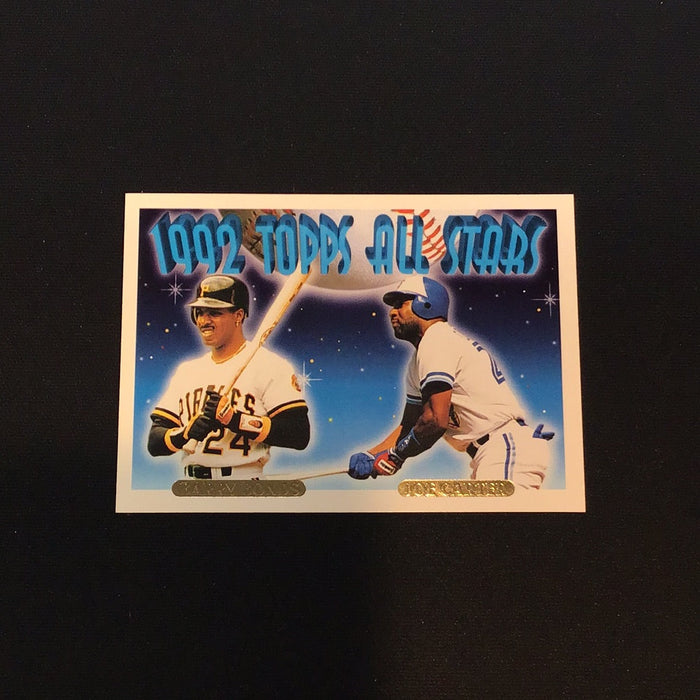 1992 TOPPS ALL STARS
PIRATES
24
BARRY BONDS
JOE CARTER